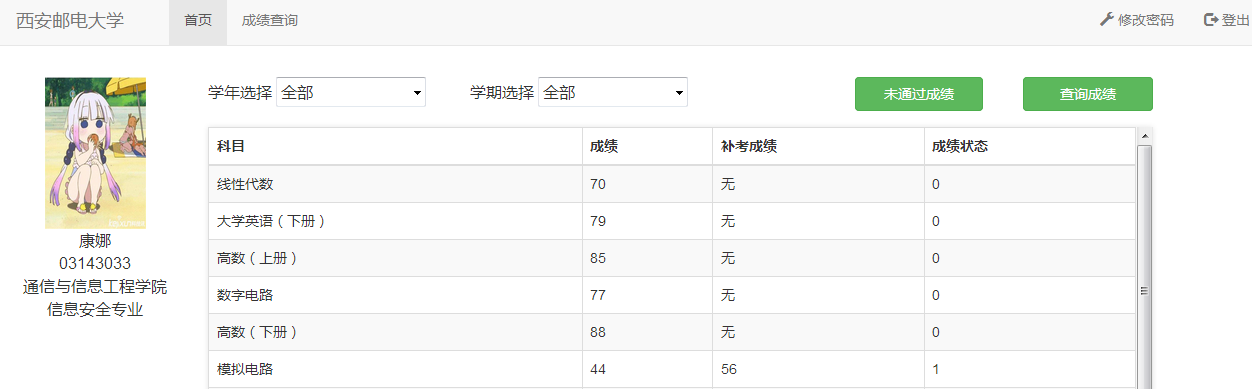 西安邮电大学 首页 成绩查询 修改密码 登出
学年选择 全部 学期选择 全部 未通过成绩 查询成绩
康娜
03143033
通信与信息工程学院
信息安全专业
科目 成绩 补考成绩 成绩状态
线性代数 70 无 0
大学英语（下册） 79 无 0
高数（上册） 85 无 0
数字电路 77 无 0
高数（下册） 88 无 0
模拟电路 44 56 1